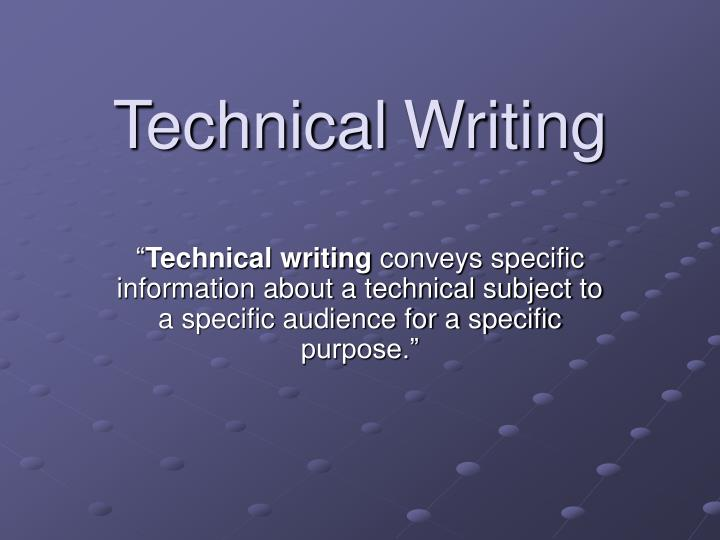 Technical Writing
“Technical writing conveys specific
information about a technical subject to
a specific audience for a specific
purpose.”